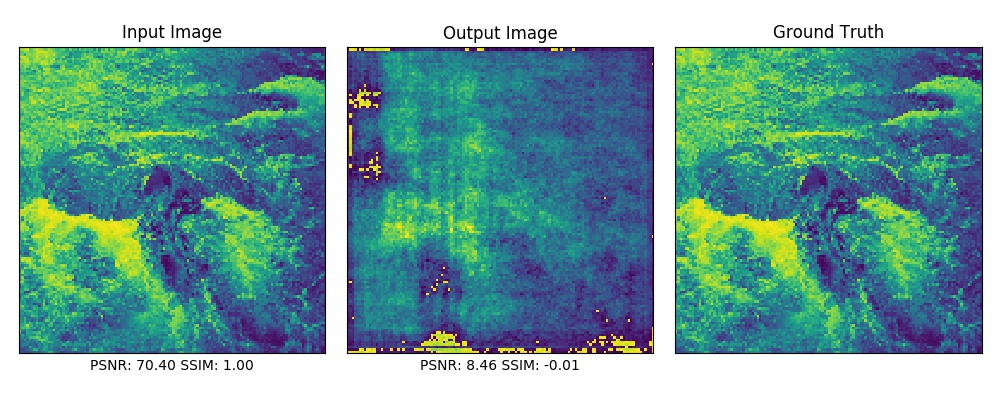 Input Image
Output Image
Ground Truth
PSNR: 70.40 SSIM: 1.00
PSNR: 8.46 SSIM: -0.01